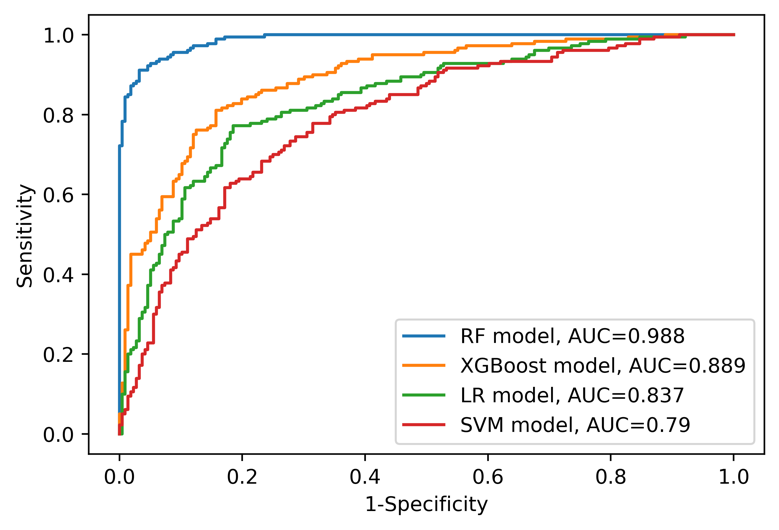 1.0
0.8
0.6
0.4
0.2
0.0
Sensitivity
RF model, AUC=0.988
XGBoost model, AUC=0.889
LR model, AUC=0.837
SVM model, AUC=0.79
0.0 0.2 0.4 0.6 0.8 1.0
1-Specificity